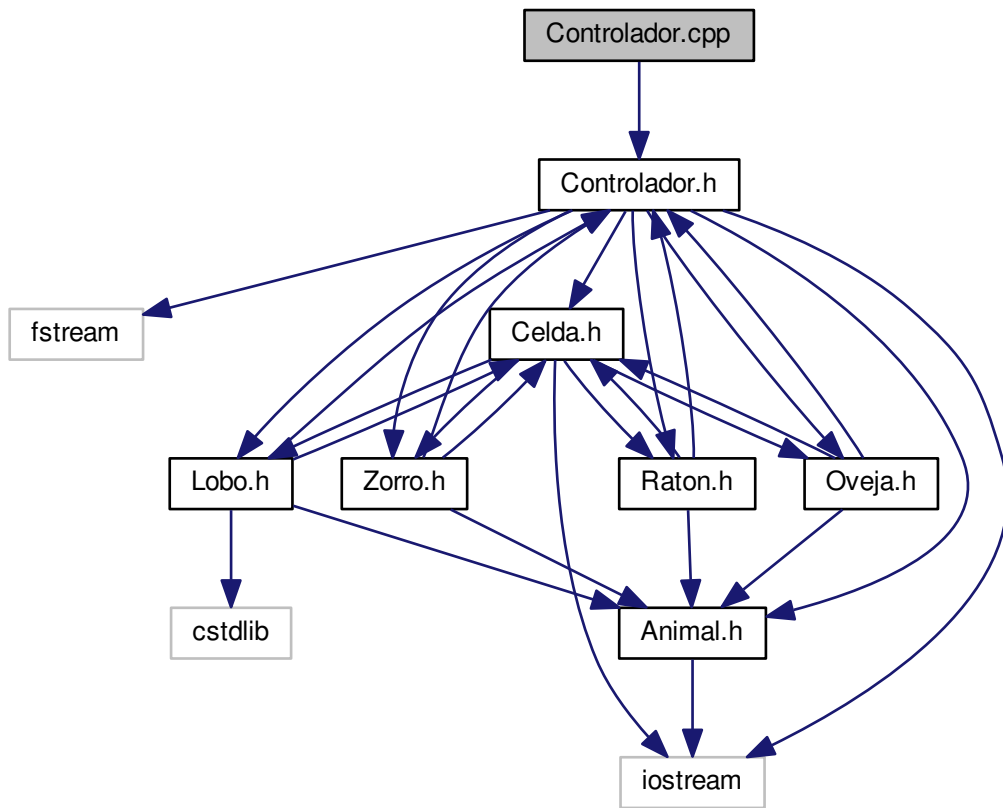 Controlador.cpp
Controlador.h
fstream
Celda.h
Lobo.h
Zorro.h
Raton.h
Oveja.h
cstdlib
Animal.h
iostream